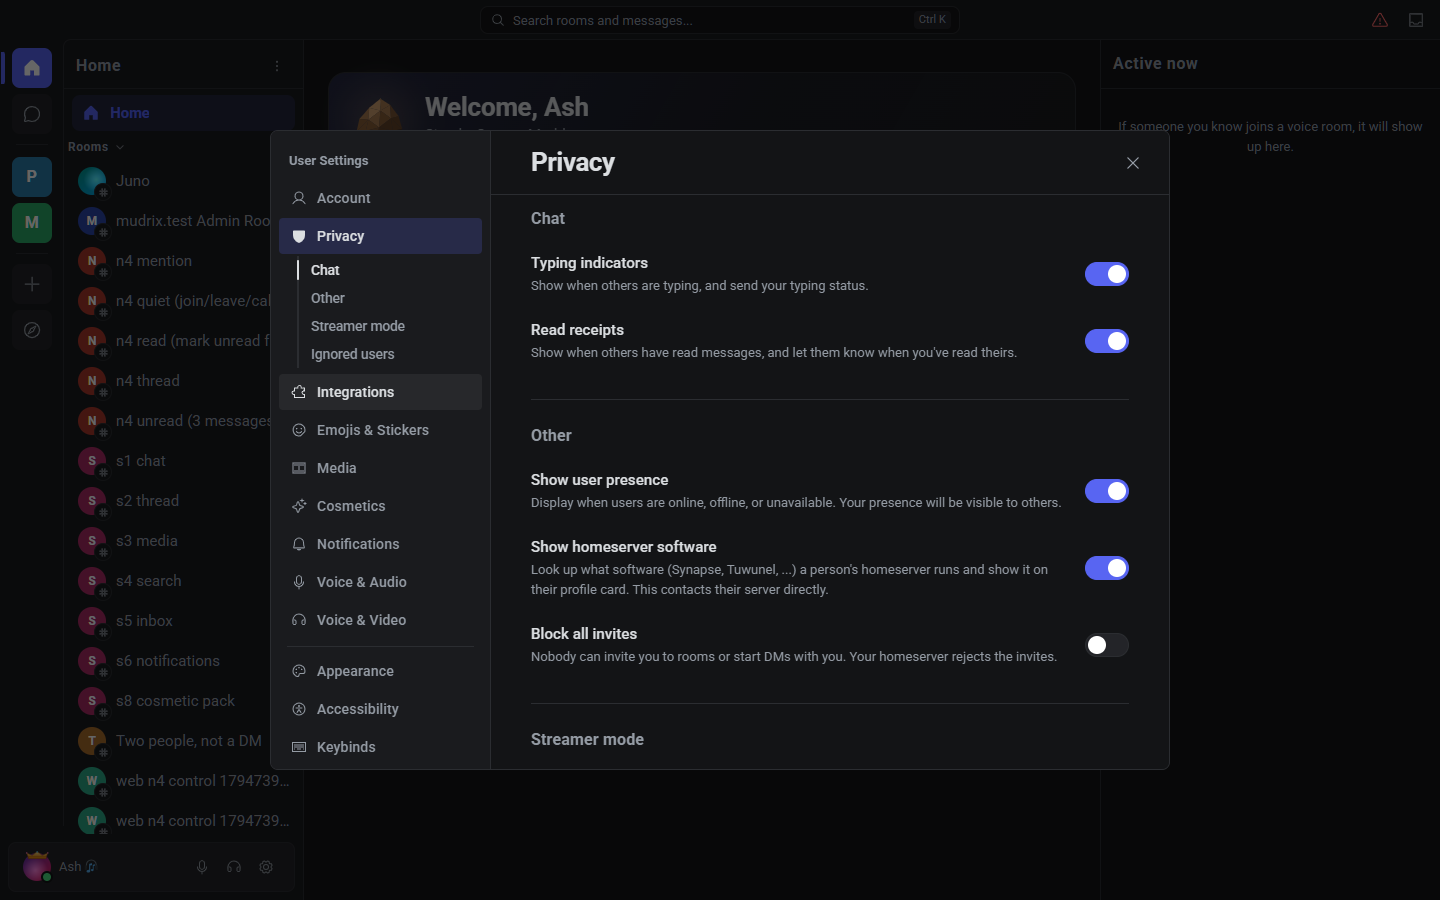 Search rooms and messages...
Ctrl K
Home
Active now
Home
Welcome, Ash
If someone you know joins a voice room, it will show
up here.
Rooms
Juno
M
mudrix.test Admin Roo
N
n4 mention
N
n4 quiet (join/leave/cal
N
n4 read (mark unread f
N
n4 thread
N
n4 unread (3 messages
S
s1 chat
S
s2 thread
S
s3 media
S
s4 search
S
s5 inbox
S
s6 notifications
S
s8 cosmetic pack
T
Two people, not a DM
W
web n4 control 1794739...
W
web n4 control 1794739...
P
M
Ash
User Settings
Account
Privacy
Chat
Other
Streamer mode
Ignored users
Integrations
Emojis & Stickers
Media
Cosmetics
Notifications
Voice & Audio
Voice & Video
Appearance
Accessibility
Keybinds
Privacy
Chat
Typing indicators
Show when others are typing, and send your typing status.
Read receipts
Show when others have read messages, and let them know when you've read theirs.
Other
Show user presence
Display when users are online, offline, or unavailable. Your presence will be visible to others.
Show homeserver software
Look up what software (Synapse, Tuwunel, ...) a person's homeserver runs and show it on
their profile card. This contacts their server directly.
Block all invites
Nobody can invite you to rooms or start DMs with you. Your homeserver rejects the invites.
Streamer mode